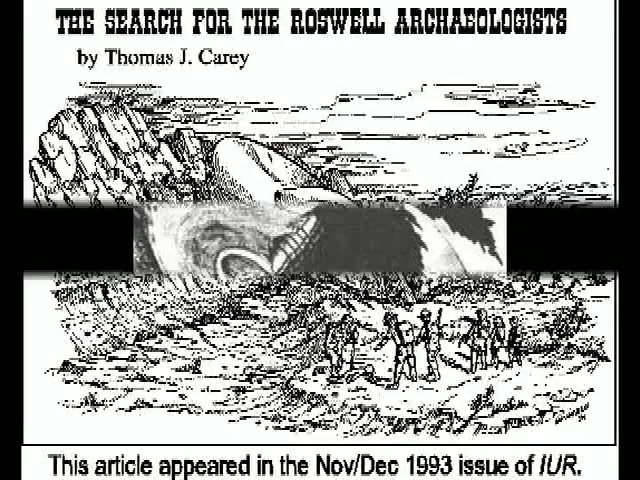 THE SEARCH FOR THE ROSWELL ARCHAEOLOGISTS
by Thomas J. Carey
This article appeared in the Nov/Dec 1993 issue of IUR.